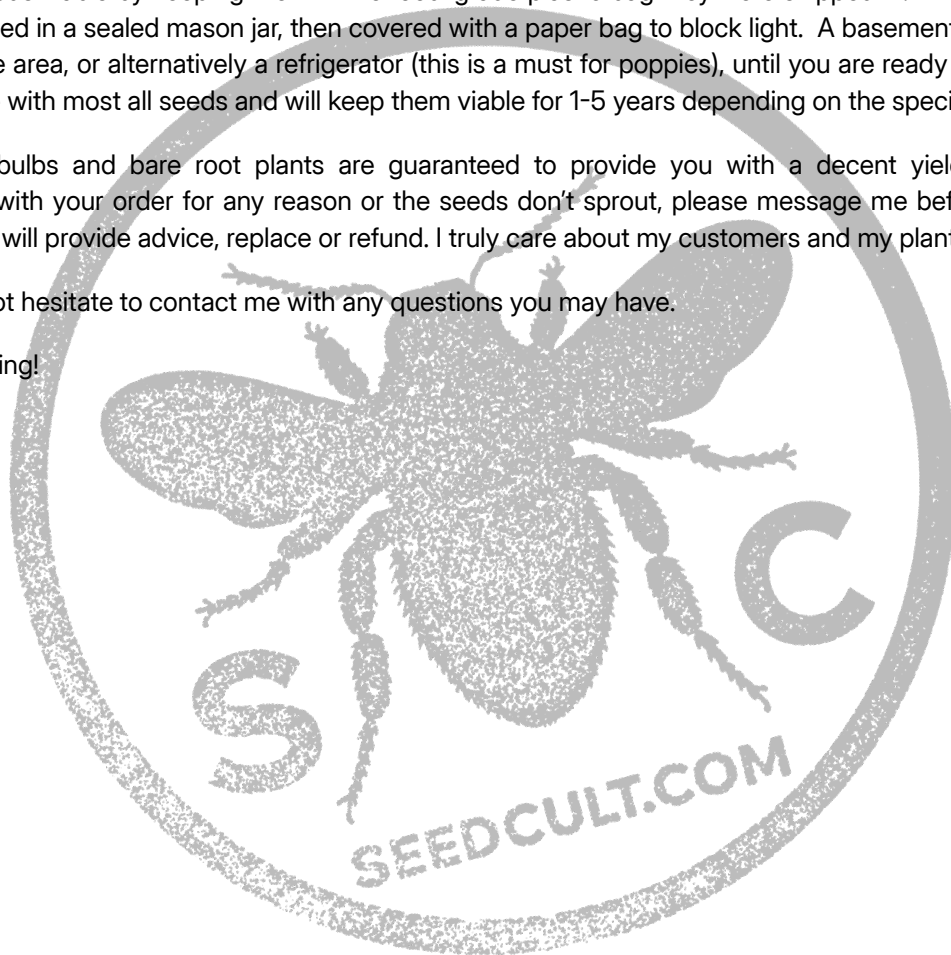 ed in a sealed mason jar, then covered with a paper bag to block light. A basement
e area, or alternatively a refrigerator (this is a must for poppies), until you are ready
with most all seeds and will keep them viable for 1-5 years depending on the speci
bulbs and bare root plants are guaranteed to provide you with a decent yiel
with your order for any reason or the seeds don't sprout, please message me bef
will provide advice, replace or refund. I truly care about my customers and my plant
ot hesitate to contact me with any questions you may have.
ing!
C
S
SEEDCULT.COM